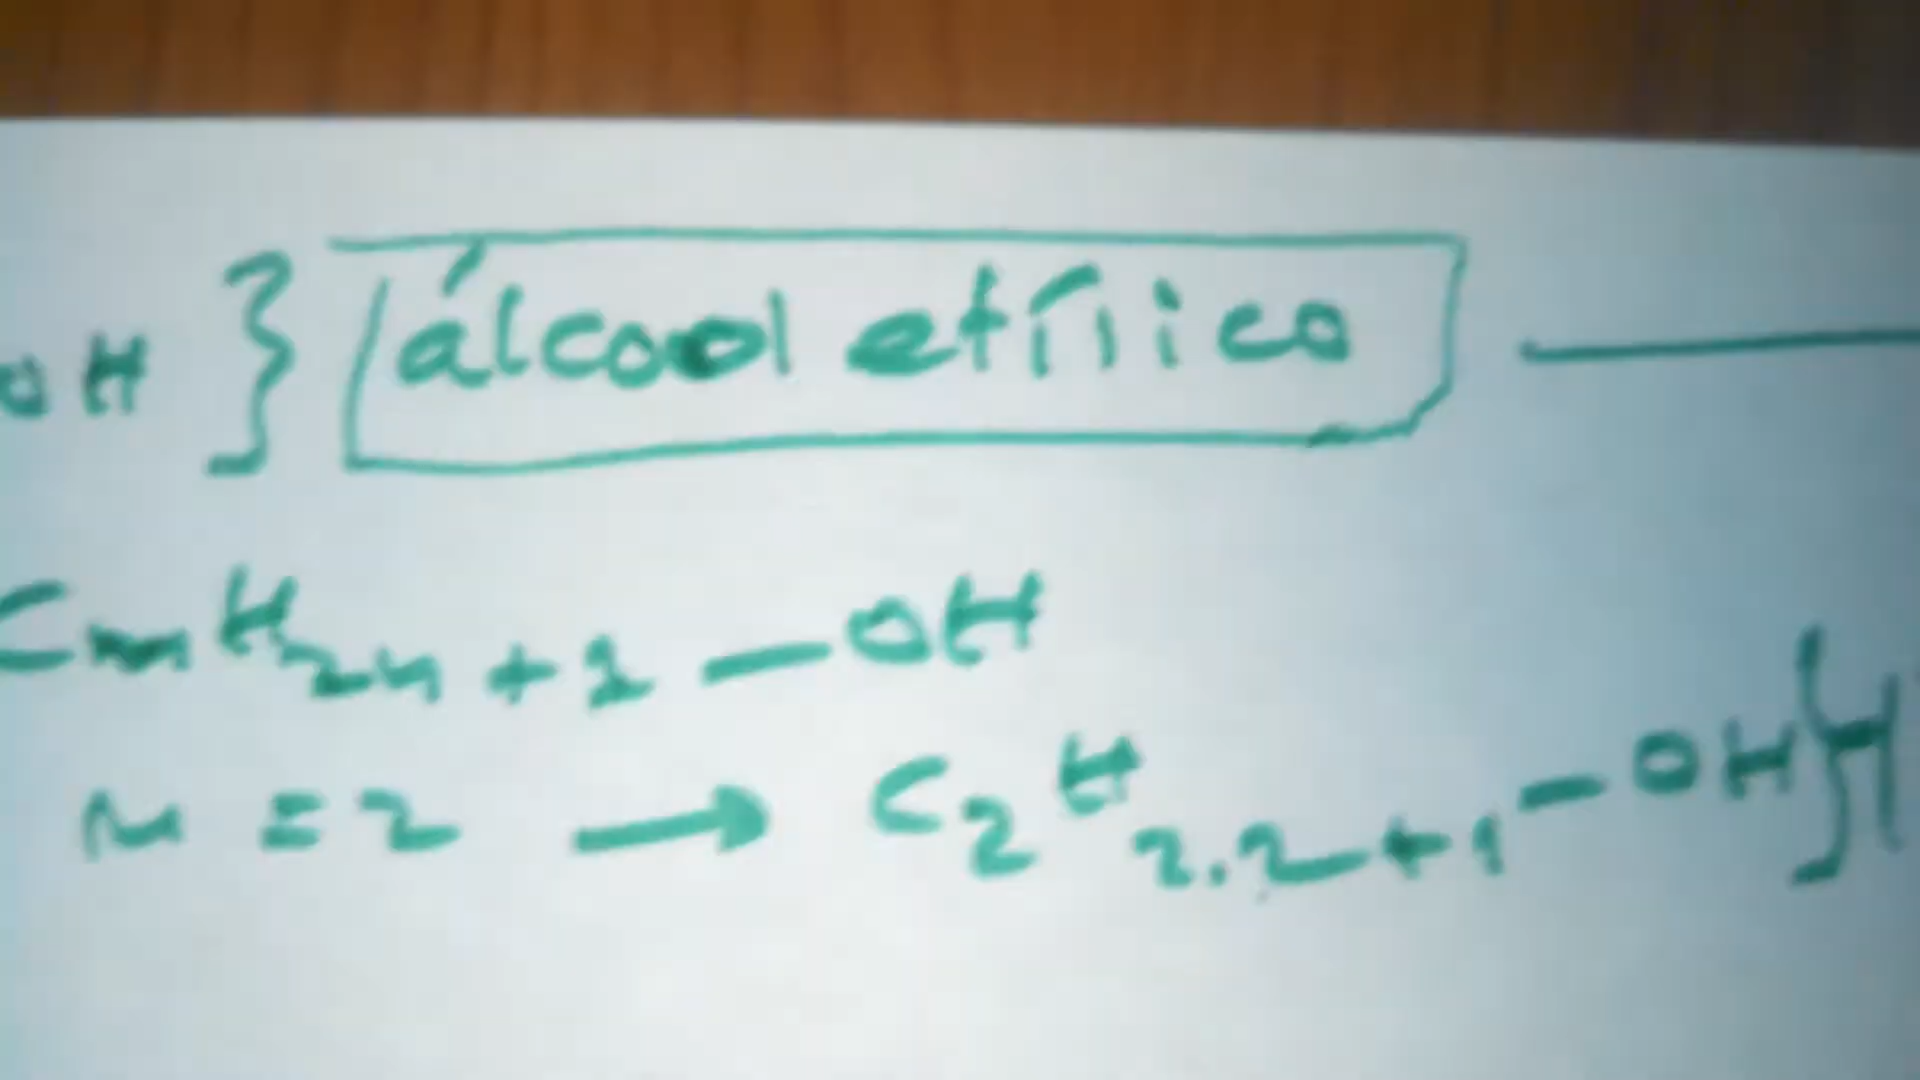 OH } álcool etílico
CnH2n+1 - OH
n = 2 → C2H2.2+1 - OH} H